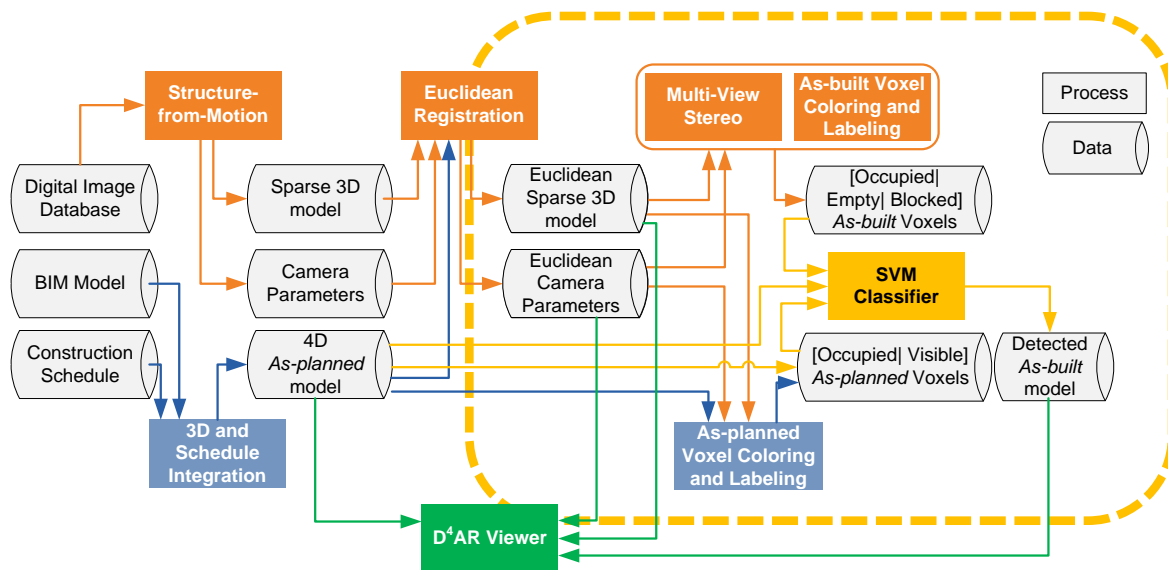 Structure-
from-Motion
Euclidean
Registration
Multi-View
Stereo
As-built Voxel
Coloring and
Labeling
Process
Data
Digital Image
Database
Sparse 3D
model
Euclidean
Sparse 3D
model
[Occupied|
Empty| Blocked]
As-built Voxels
BIM Model
Camera
Parameters
Euclidean
Camera
Parameters
SVM
Classifier
Construction
Schedule
4D
As-planned
model
[Occupied| Visible]
As-planned Voxels
Detected
As-built
model
3D and
Schedule
Integration
As-planned
Voxel Coloring
and Labeling
D⁴AR Viewer